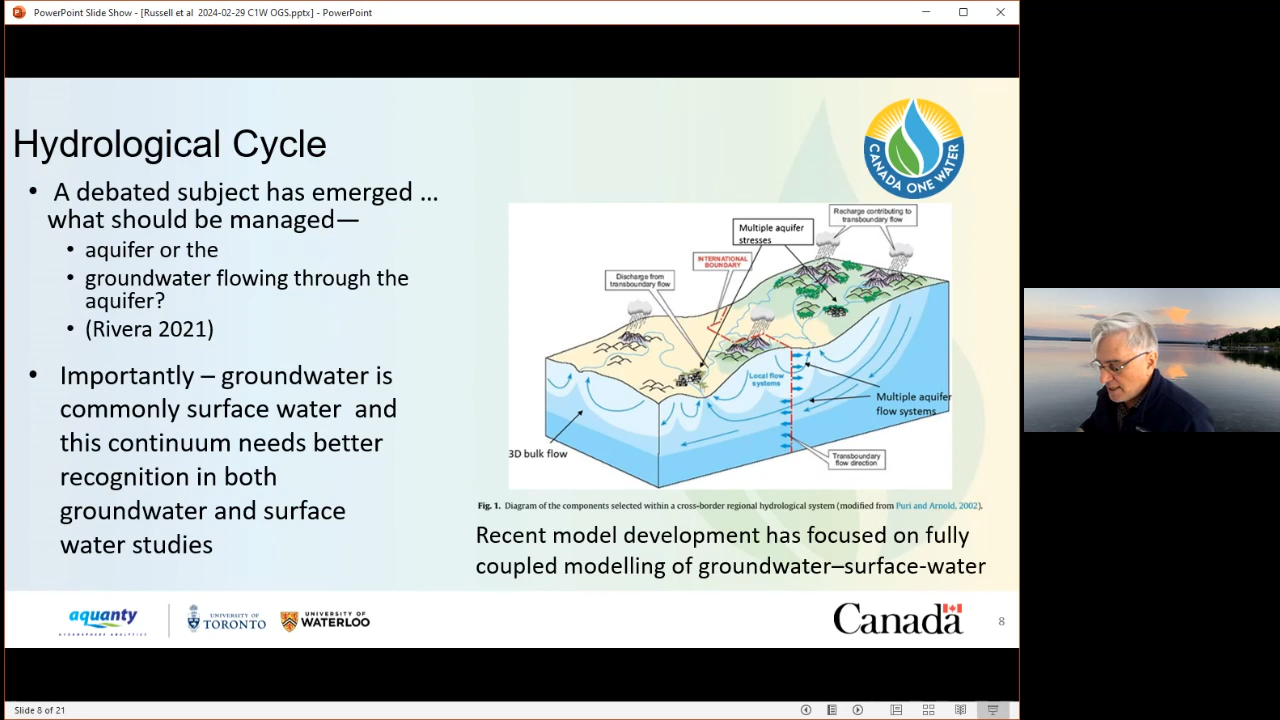 PowerPoint Slide Show - [Russell et al 2024-02-29 C1W OGS.pptx] - PowerPoint
Hydrological Cycle
• A debated subject has emerged ...
what should be managed—
• aquifer or the
• groundwater flowing through the
aquifer?
• (Rivera 2021)
• Importantly – groundwater is
commonly surface water and
this continuum needs better
recognition in both
groundwater and surface
water studies
CANADA ONE WATER
Recharge contributing to
transboundary flow
Multiple aquifer
stresses
INTERNATIONAL
BOUNDARY
Discharge from
transboundary flow
Local flow
systems
Multiple aquifer
flow systems
3D bulk flow
Transboundary
flow direction
Fig. 1. Diagram of the components selected within a cross-border regional hydrological system (modified from Puri and Arnold, 2002).
Recent model development has focused on fully
coupled modelling of groundwater–surface-water
aquanty
HYDROSPHERE ANALYTICS
UNIVERSITY OF
TORONTO
UNIVERSITY OF
WATERLOO
Canada
8
Slide 8 of 21